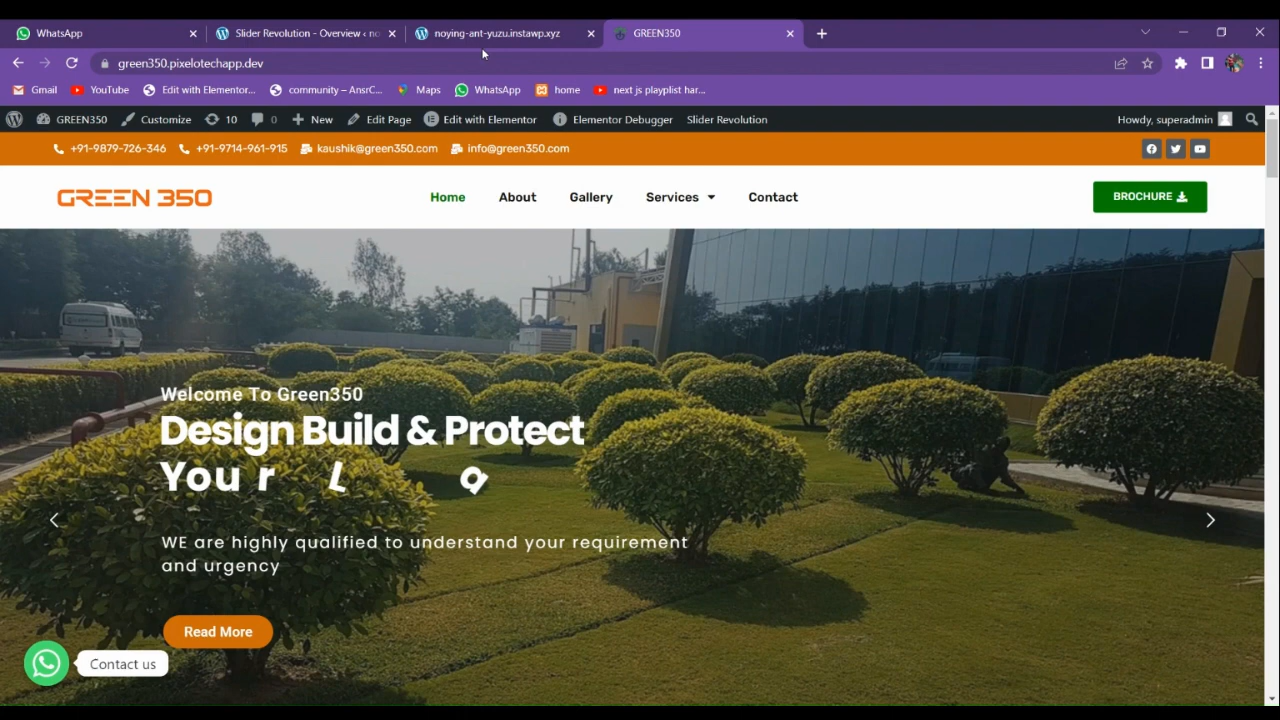 WhatsApp
Slider Revolution - Overview ‹ no
noying-ant-yuzu.instawp.xyz
GREEN350
green350.pixelotechapp.dev
Gmail YouTube Edit with Elementor... community – AnsrC... Maps WhatsApp home next js playlist har...
GREEN350 Customize 10 0 New Edit Page Edit with Elementor Elementor Debugger Slider Revolution Howdy, superadmin
+91-9879-726-346 +91-9714-961-915 kaushik@green350.com info@green350.com
GREEN 350
Home About Gallery Services Contact
BROCHURE
Welcome To Green350
Design Build & Protect
Your L a
WE are highly qualified to understand your requirement
and urgency
Read More
Contact us